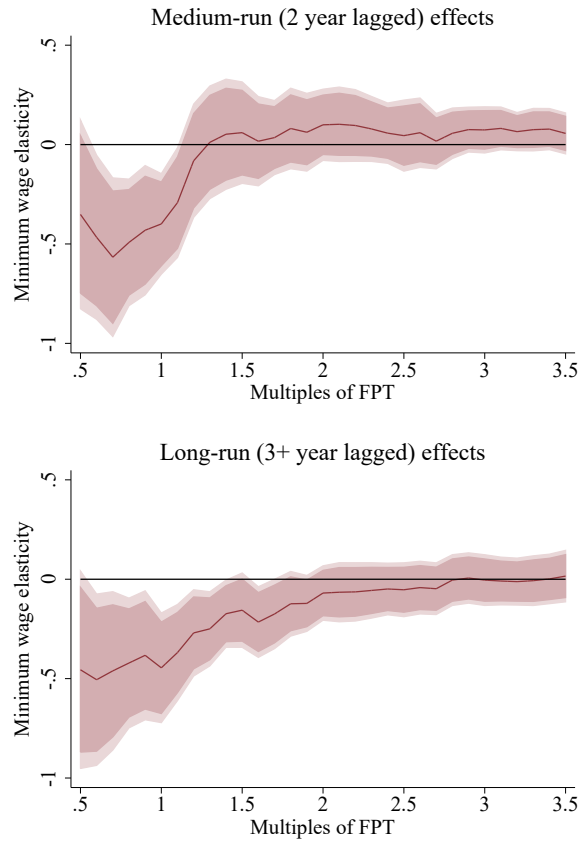 Medium-run (2 year lagged) effects
Minimum wage elasticity
.5
0
-.5
-1
.5 1 1.5 2 2.5 3 3.5
Multiples of FPT
Long-run (3+ year lagged) effects
Minimum wage elasticity
.5
0
-.5
-1
.5 1 1.5 2 2.5 3 3.5
Multiples of FPT